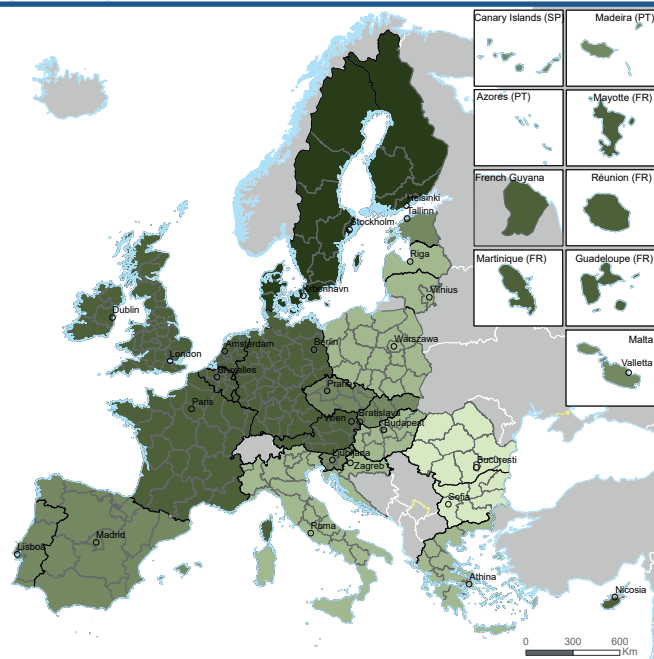 Canary Islands (SP)
Madeira (PT)
Azores (PT)
Mayotte (FR)
French Guyana
Réunion (FR)
Martinique (FR)
Guadeloupe (FR)
Malta
Valletta
Helsinki
Tallinn
Stockholm
Riga
København
Vilnius
Dublin
Amsterdam
Berlin
Warszawa
London
Bruxelles
Praha
Paris
Wien
Bratislava
Budapest
Ljubljana
Zagreb
Bucuresti
Sofia
Roma
Madrid
Lisboa
Athina
Nicosia
0 300 600
Km